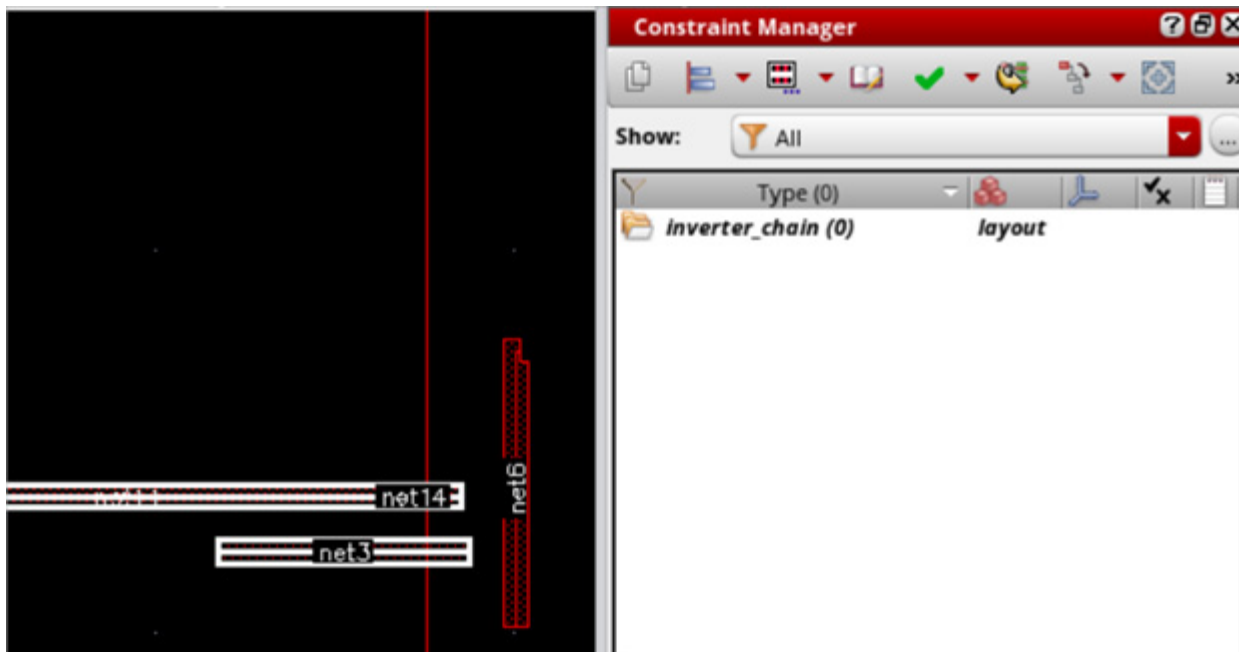 Constraint Manager
Show: All ...
Type (0)
inverter_chain (0) layout
net6
net14
net3